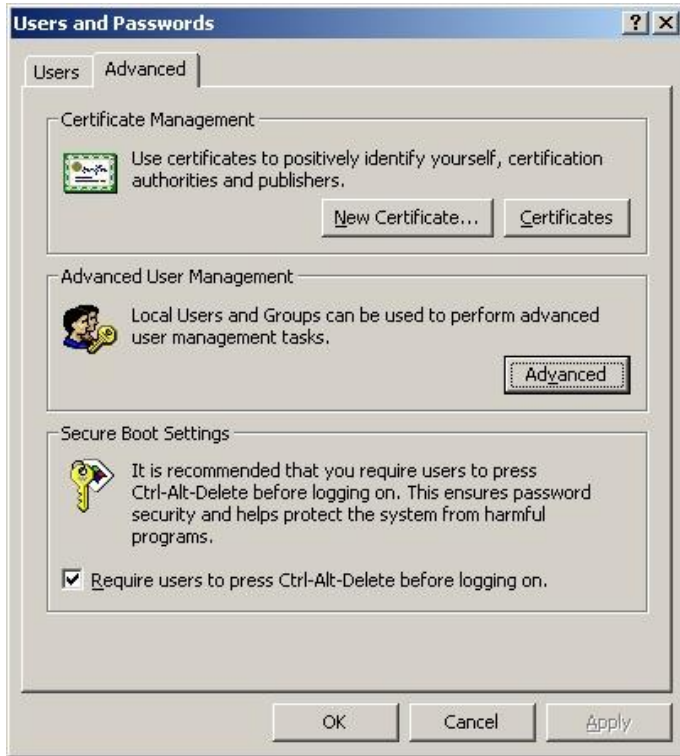 Users and Passwords
Users
Advanced
Certificate Management
Use certificates to positively identify yourself, certification
authorities and publishers.
New Certificate...
Certificates
Advanced User Management
Local Users and Groups can be used to perform advanced
user management tasks.
Advanced
Secure Boot Settings
It is recommended that you require users to press
Ctrl-Alt-Delete before logging on. This ensures password
security and helps protect the system from harmful
programs.
Require users to press Ctrl-Alt-Delete before logging on.
OK
Cancel
Apply